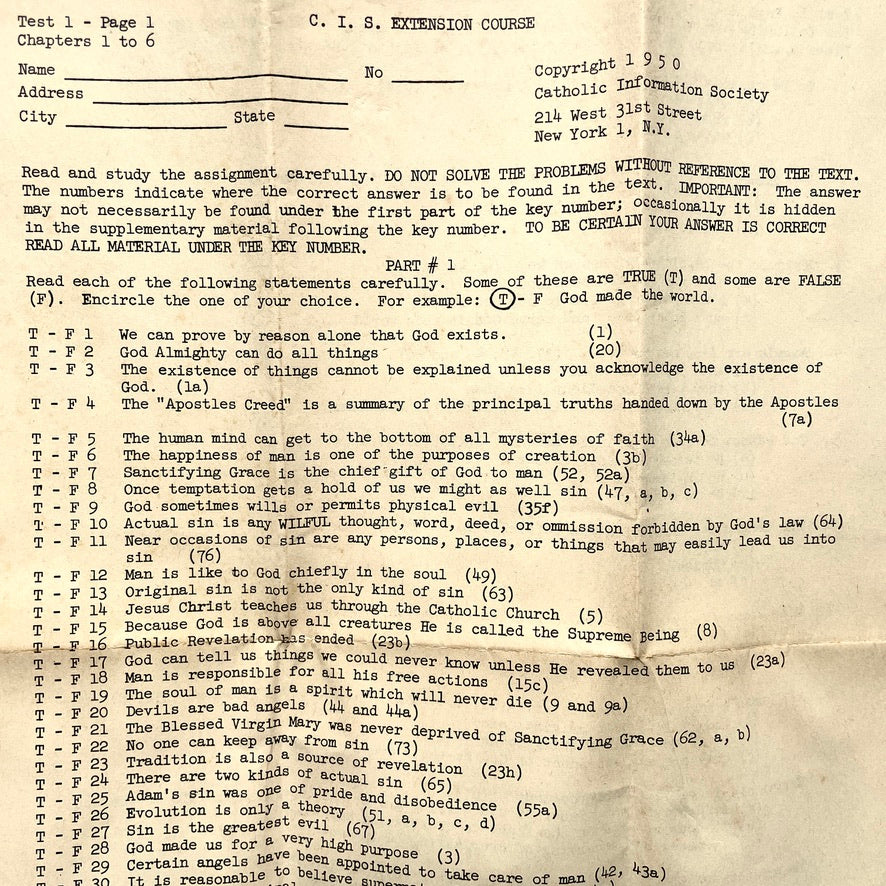 Test 1 - Page 1
Chapters 1 to 6
C. I. S. EXTENSION COURSE
Name No
Address
City State
Copyright 1950
Catholic Information Society
214 West 31st Street
New York 1, N.Y.
Read and study the assignment carefully. DO NOT SOLVE THE PROBLEMS WITHOUT REFERENCE TO THE TEXT.
The numbers indicate where the correct answer is to be found in the text. IMPORTANT: The answer
may not necessarily be found under the first part of the key number; occasionally it is hidden
in the supplementary material following the key number. TO BE CERTAIN YOUR ANSWER IS CORRECT
READ ALL MATERIAL UNDER THE KEY NUMBER.
PART # 1
Read each of the following statements carefully. Some of these are TRUE (T) and some are FALSE
(F). Encircle the one of your choice. For example: T - F God made the world.
T - F 1 We can prove by reason alone that God exists. (1)
T - F 2 God Almighty can do all things (20)
T - F 3 The existence of things cannot be explained unless you acknowledge the existence of
God. (1a)
T - F 4 The "Apostles Creed" is a summary of the principal truths handed down by the Apostles
(7a)
T - F 5 The human mind can get to the bottom of all mysteries of faith (34a)
T - F 6 The happiness of man is one of the purposes of creation (3b)
T - F 7 Sanctifying Grace is the chief gift of God to man (52, 52a)
T - F 8 Once temptation gets a hold of us we might as well sin (47, a, b, c)
T - F 9 God sometimes wills or permits physical evil (35f)
T - F 10 Actual sin is any WILFUL thought, word, deed, or ommission forbidden by God's law (64)
T - F 11 Near occasions of sin are any persons, places, or things that may easily lead us into
sin (76)
T - F 12 Man is like to God chiefly in the soul (49)
T - F 13 Original sin is not the only kind of sin (63)
T - F 14 Jesus Christ teaches us through the Catholic Church (5)
T - F 15 Because God is above all creatures He is called the Supreme Being (8)
T - F 16 Public Revelation has ended (23b)
T - F 17 God can tell us things we could never know unless He revealed them to us (23a)
T - F 18 Man is responsible for all his free actions (15c)
T - F 19 The soul of man is a spirit which will never die (9 and 9a)
T - F 20 Devils are bad angels (44 and 44a)
T - F 21 The Blessed Virgin Mary was never deprived of Sanctifying Grace (62, a, b)
T - F 22 No one can keep away from sin (73)
T - F 23 Tradition is also a source of revelation (23h)
T - F 24 There are two kinds of actual sin (65)
T - F 25 Adam's sin was one of pride and disobedience (55a)
T - F 26 Evolution is only a theory (51, a, b, c, d)
T - F 27 Sin is the greatest evil (67)
T - F 28 God made us for a very high purpose (3)
T - F 29 Certain angels have been appointed to take care of man (42, 43a)
T - F 30 It is reasonable to believe